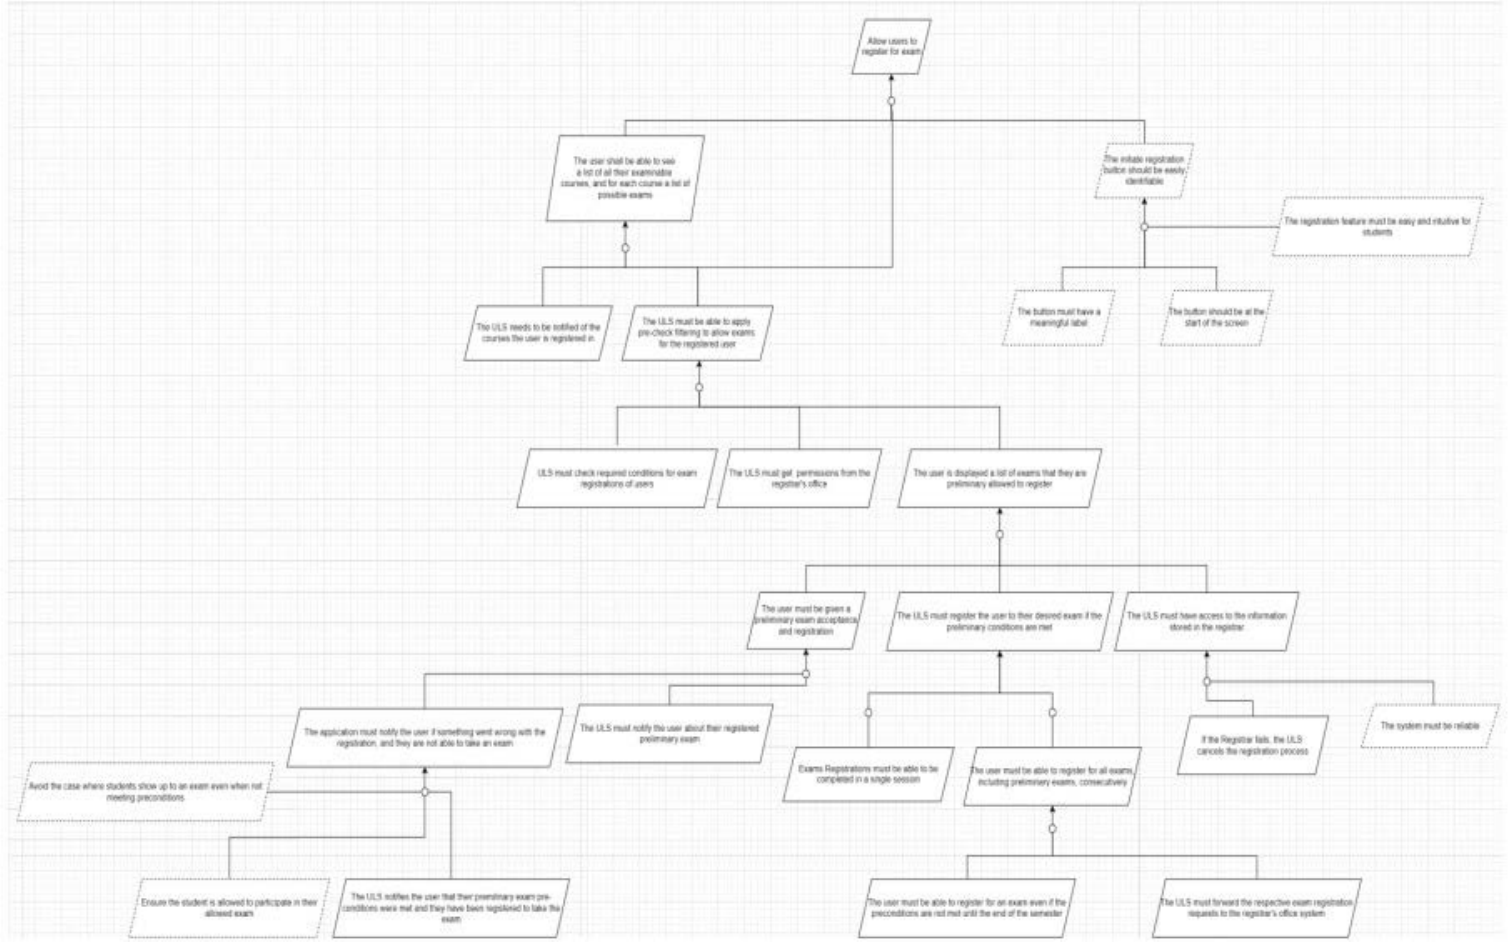 Allow users to
register for exam
The user shall be able to see
a list of all their examinable
courses, and for each course a list of
possible exams
The initiate registration
button should be easily
identifiable
The registration feature must be easy and intuitive for
students
The ULS needs to be notified of the
courses the user is registered in
The ULS must be able to apply
pre-check filtering to allow exams
for the registered user
The button must have a
meaningful label
The button should be at the
start of the screen
ULS must check required conditions for exam
registrations of users
The ULS must get permissions from the
registrar's office
The user is displayed a list of exams that they are
preliminary allowed to register
The user must be given a
preliminary exam acceptance
and registration
The ULS must register the user to their desired exam if the
preliminary conditions are met
The ULS must have access to the information
stored in the registrar
The application must notify the user if something went wrong with the
registration, and they are not able to take an exam
The ULS must notify the user about their registered
preliminary exam
If the Registrar fails, the ULS
cancels the registration process
The system must be reliable
Avoid the case where students show up to an exam even when not
meeting preconditions
Exams Registrations must be able to be
completed in a single session
The user must be able to register for all exams,
including preliminary exams, consecutively
Ensure the student is allowed to participate in their
allowed exam
The ULS notifies the user that their preminary exam pre-
conditions were met and they have been registered to take the
exam
The user must be able to register for an exam even if the
preconditions are not met until the end of the semester
The ULS must forward the respective exam registration
requests to the registrar's office system